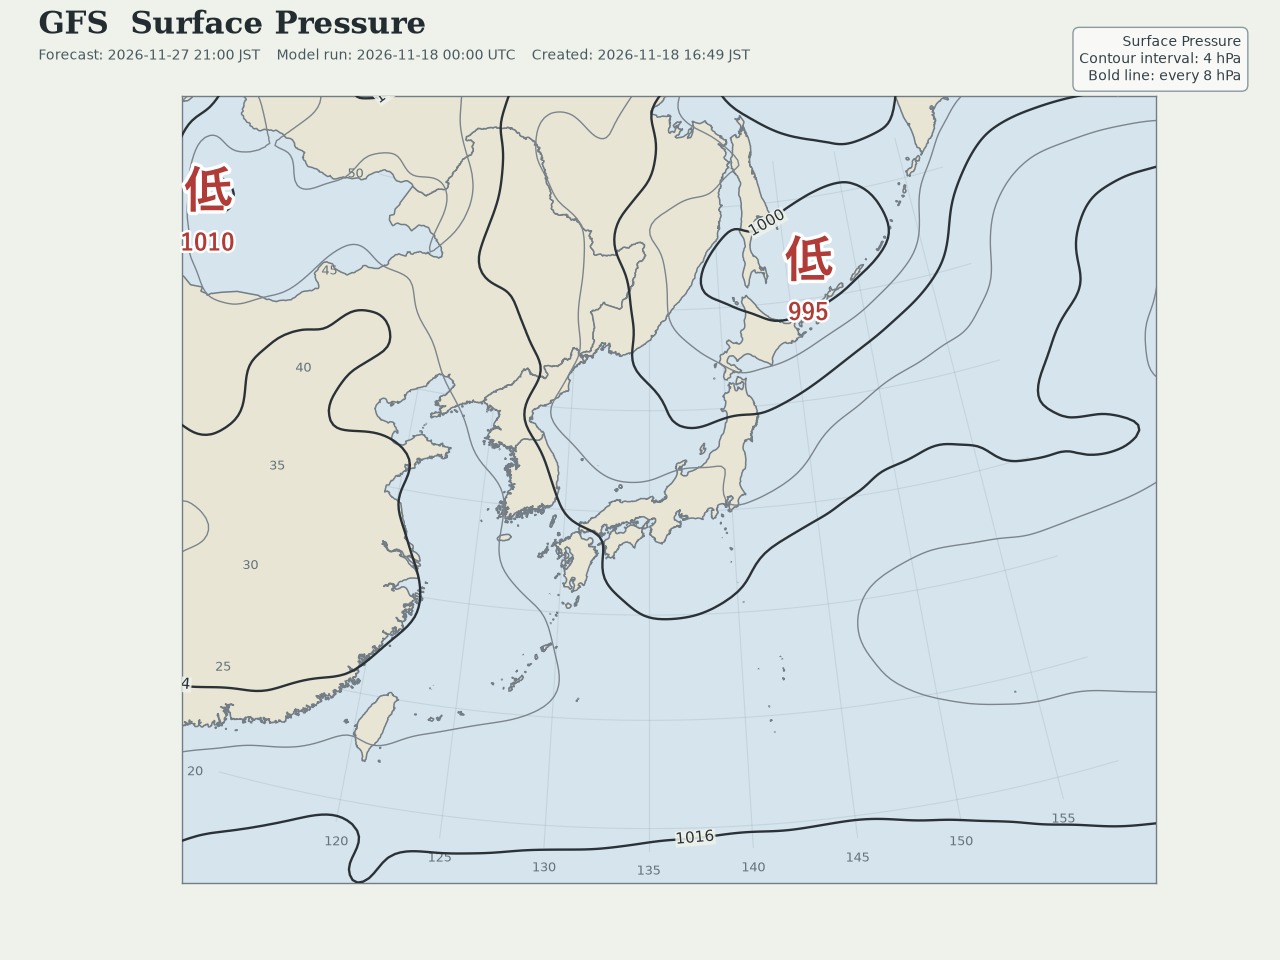 GFS Surface Pressure
Forecast: 2026-11-27 21:00 JST Model run: 2026-11-18 00:00 UTC Created: 2026-11-18 16:49 JST
Surface Pressure
Contour interval: 4 hPa
Bold line: every 8 hPa
50
低
1010
1000
低
995
45
40
35
30
25
4
20
1016
120
125
130
135
140
145
150
155